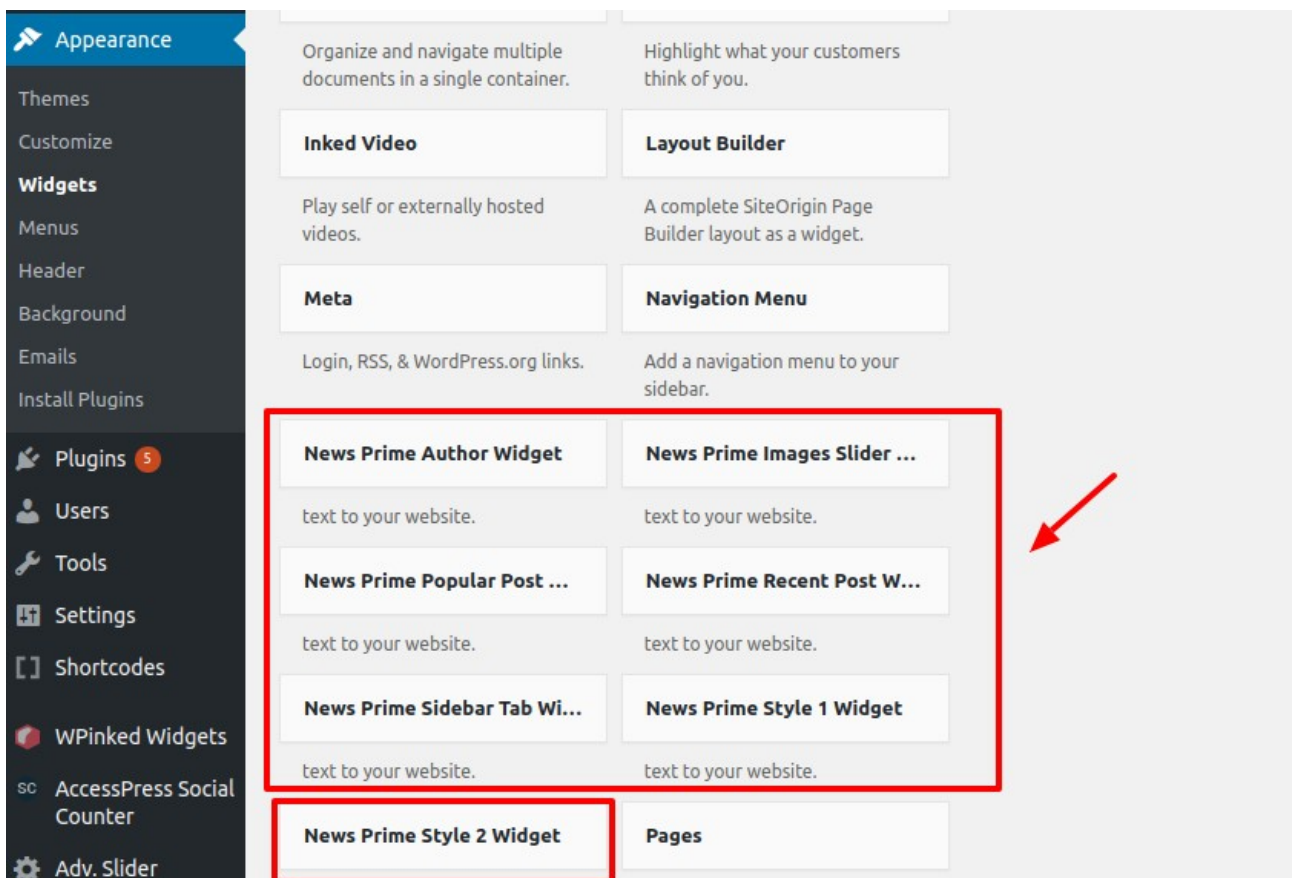 Appearance
Themes
Customize
Widgets
Menus
Header
Background
Emails
Install Plugins
Plugins 5
Users
Tools
Settings
Shortcodes
WPinked Widgets
SC AccessPress Social
Counter
Adv. Slider
Organize and navigate multiple
documents in a single container.
Highlight what your customers
think of you.
Inked Video
Layout Builder
Play self or externally hosted
videos.
A complete SiteOrigin Page
Builder layout as a widget.
Meta
Navigation Menu
Login, RSS, & WordPress.org links.
Add a navigation menu to your
sidebar.
News Prime Author Widget
News Prime Images Slider ...
text to your website.
text to your website.
News Prime Popular Post ...
News Prime Recent Post W...
text to your website.
text to your website.
News Prime Sidebar Tab Wi...
News Prime Style 1 Widget
text to your website.
text to your website.
News Prime Style 2 Widget
Pages